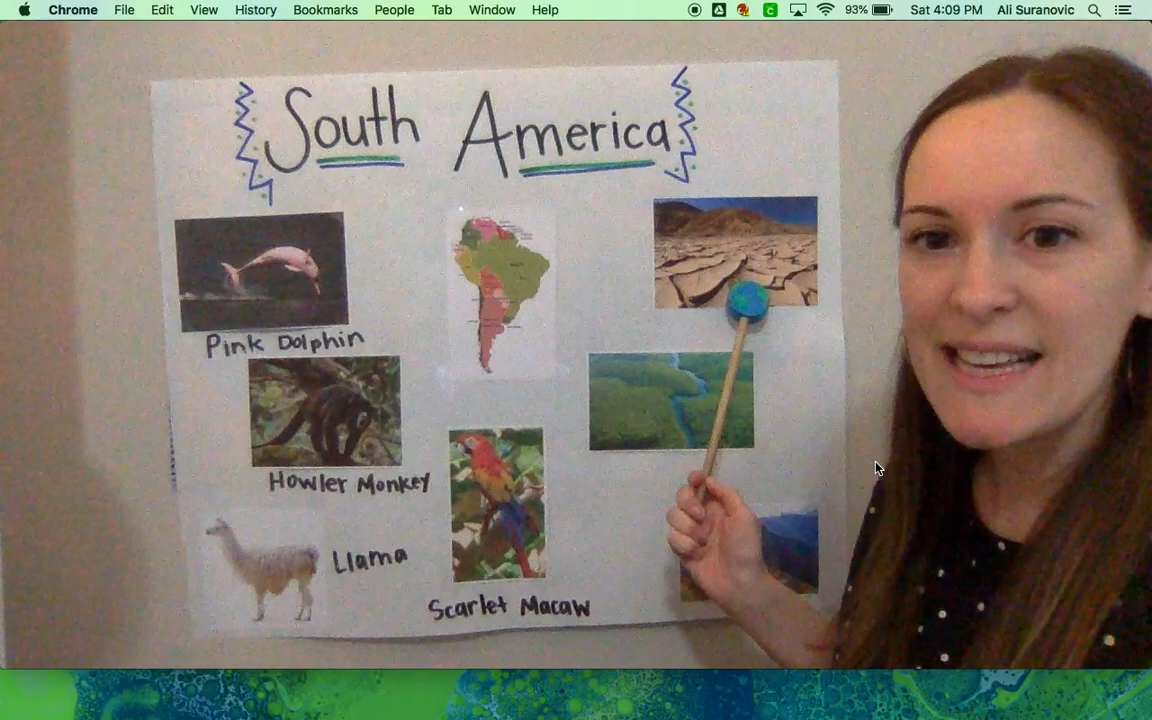 Chrome File Edit View History Bookmarks People Tab Window Help 93% Sat 4:09 PM Ali Suranovic
South America
Pink Dolphin
Howler Monkey
Llama
Scarlet Macaw